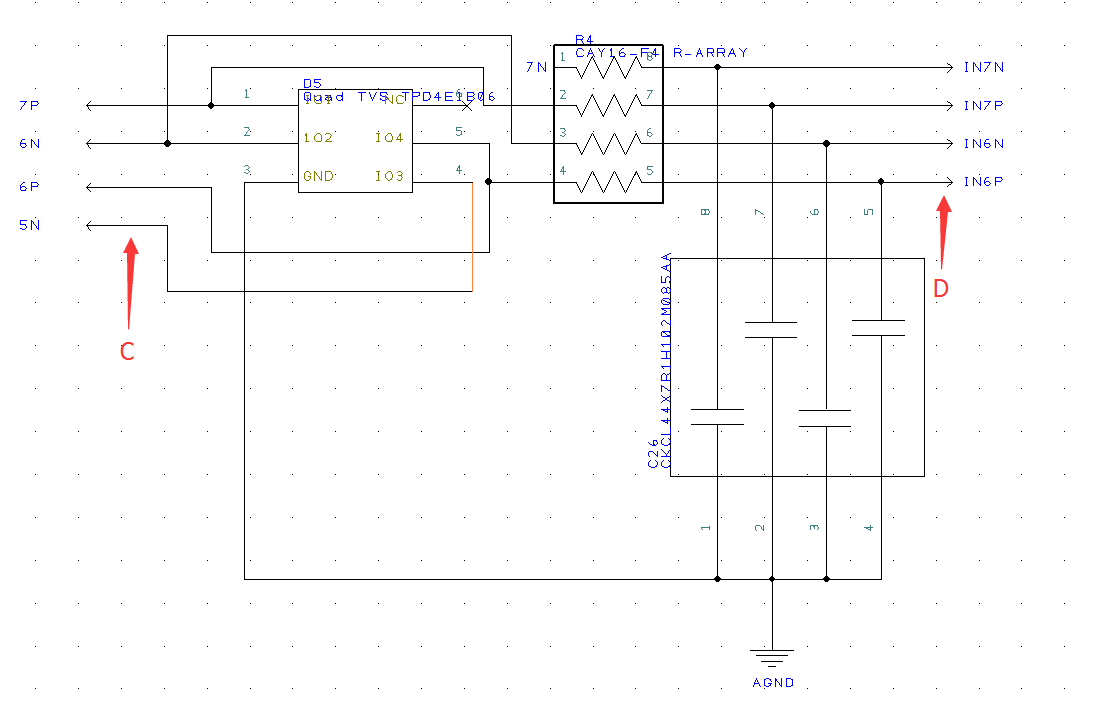 R4
CAY16-F4 R-ARRAY
7N 1 8 IN7N
D5
Quad TVS TPD4E1B06
7P 1 IO1 NC 6 2 7 IN7P
6N 2 IO2 IO4 5 3 6 IN6N
3 GND IO3 4 4 5 IN6P
6P
5N
8 7 6 5
C D
C26
CKCL44X7R1H102M085AA
1 2 3 4
AGND